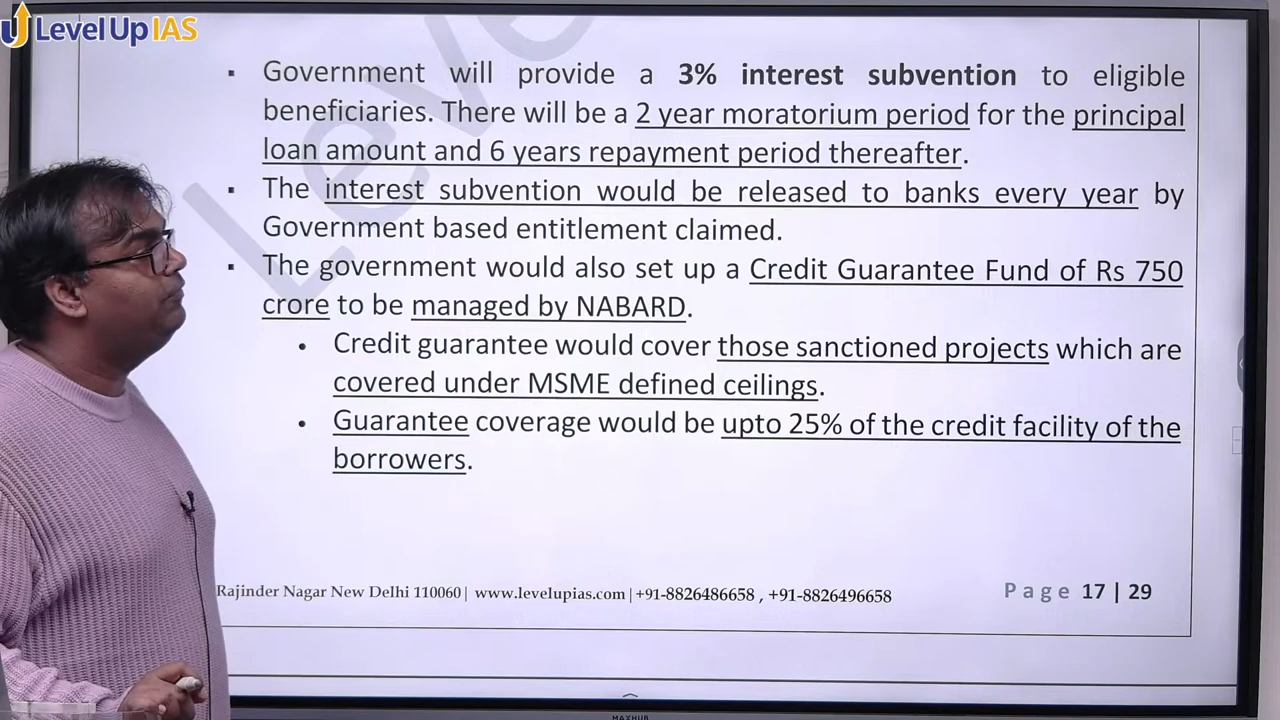 Level Up IAS
▪ Government will provide a 3% interest subvention to eligible
beneficiaries. There will be a 2 year moratorium period for the principal
loan amount and 6 years repayment period thereafter.
▪ The interest subvention would be released to banks every year by
Government based entitlement claimed.
▪ The government would also set up a Credit Guarantee Fund of Rs 750
crore to be managed by NABARD.
• Credit guarantee would cover those sanctioned projects which are
covered under MSME defined ceilings.
• Guarantee coverage would be upto 25% of the credit facility of the
borrowers.
Rajinder Nagar New Delhi 110060| www.levelupias.com |+91-8826486658 , +91-8826496658
Page 17 | 29
MAXHUB